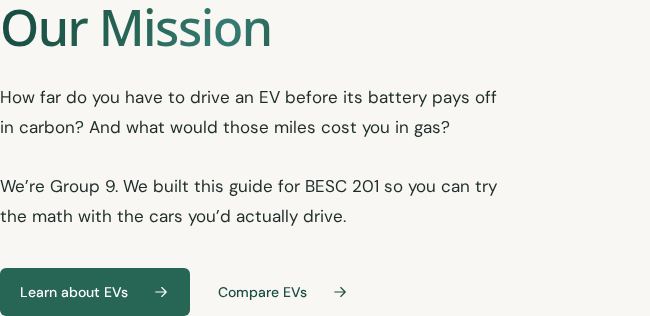 Our Mission
How far do you have to drive an EV before its battery pays off
in carbon? And what would those miles cost you in gas?
We’re Group 9. We built this guide for BESC 201 so you can try
the math with the cars you’d actually drive.
Learn about EVs → Compare EVs →